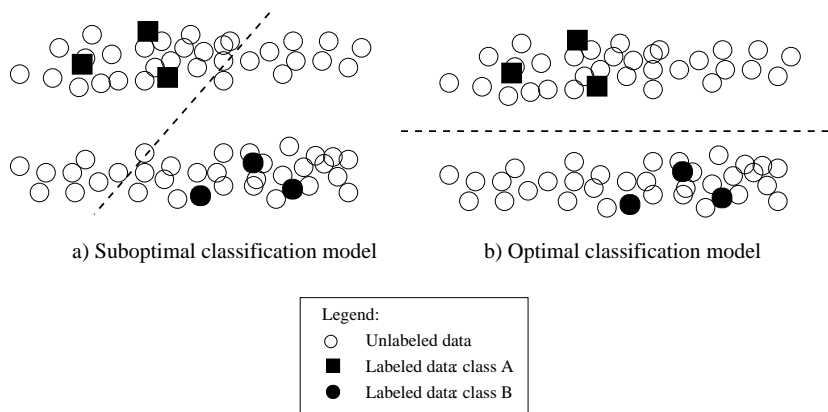 a) Suboptimal classification model
b) Optimal classification model
Legend:
Unlabeled data
Labeled data: class A
Labeled data: class B